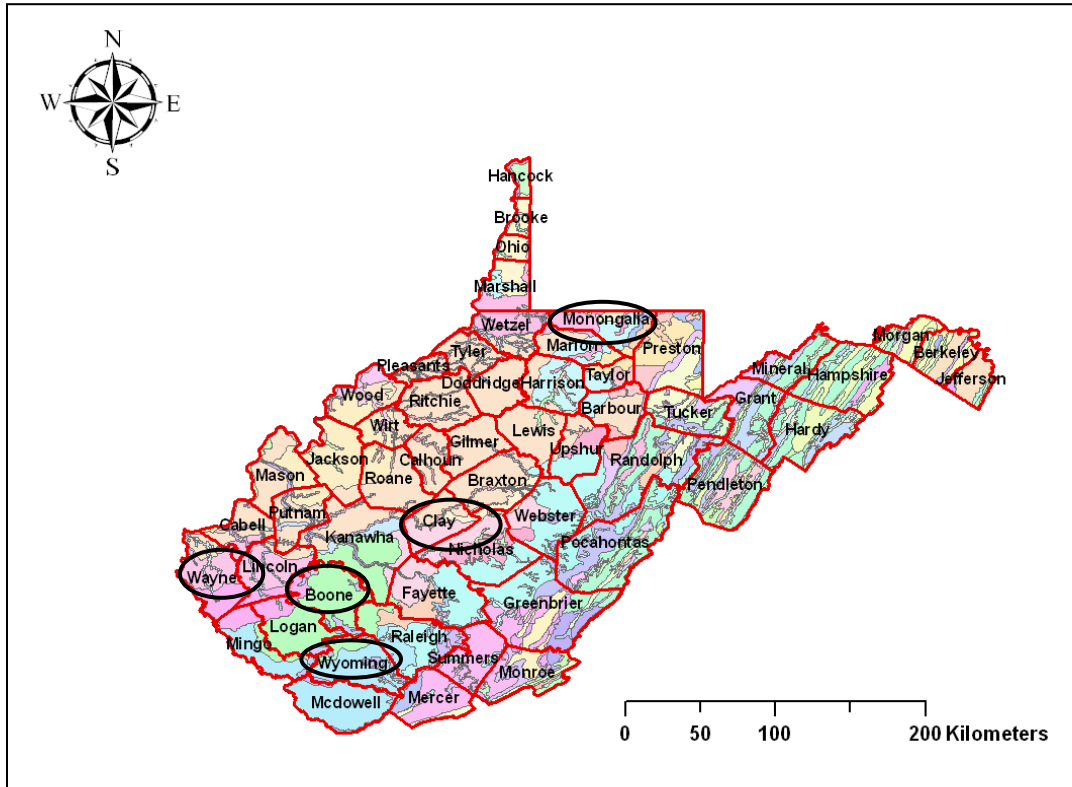 N
W E
S
Hancock
Brooke
Ohio
Marshall
Wetzel
Monongalia
Marion
Preston
Tyler
Pleasants
Doddridge
Harrison
Taylor
Wood
Ritchie
Barbour
Tucker
Mineral
Hampshire
Morgan
Berkeley
Jefferson
Grant
Hardy
Wirt
Lewis
Gilmer
Upshur
Jackson
Calhoun
Randolph
Mason
Roane
Braxton
Pendleton
Putnam
Clay
Webster
Cabell
Kanawha
Nicholas
Pocahontas
Wayne
Lincoln
Boone
Fayette
Greenbrier
Logan
Raleigh
Mingo
Wyoming
Summers
Monroe
Mcdowell
Mercer
0 50 100 200 Kilometers